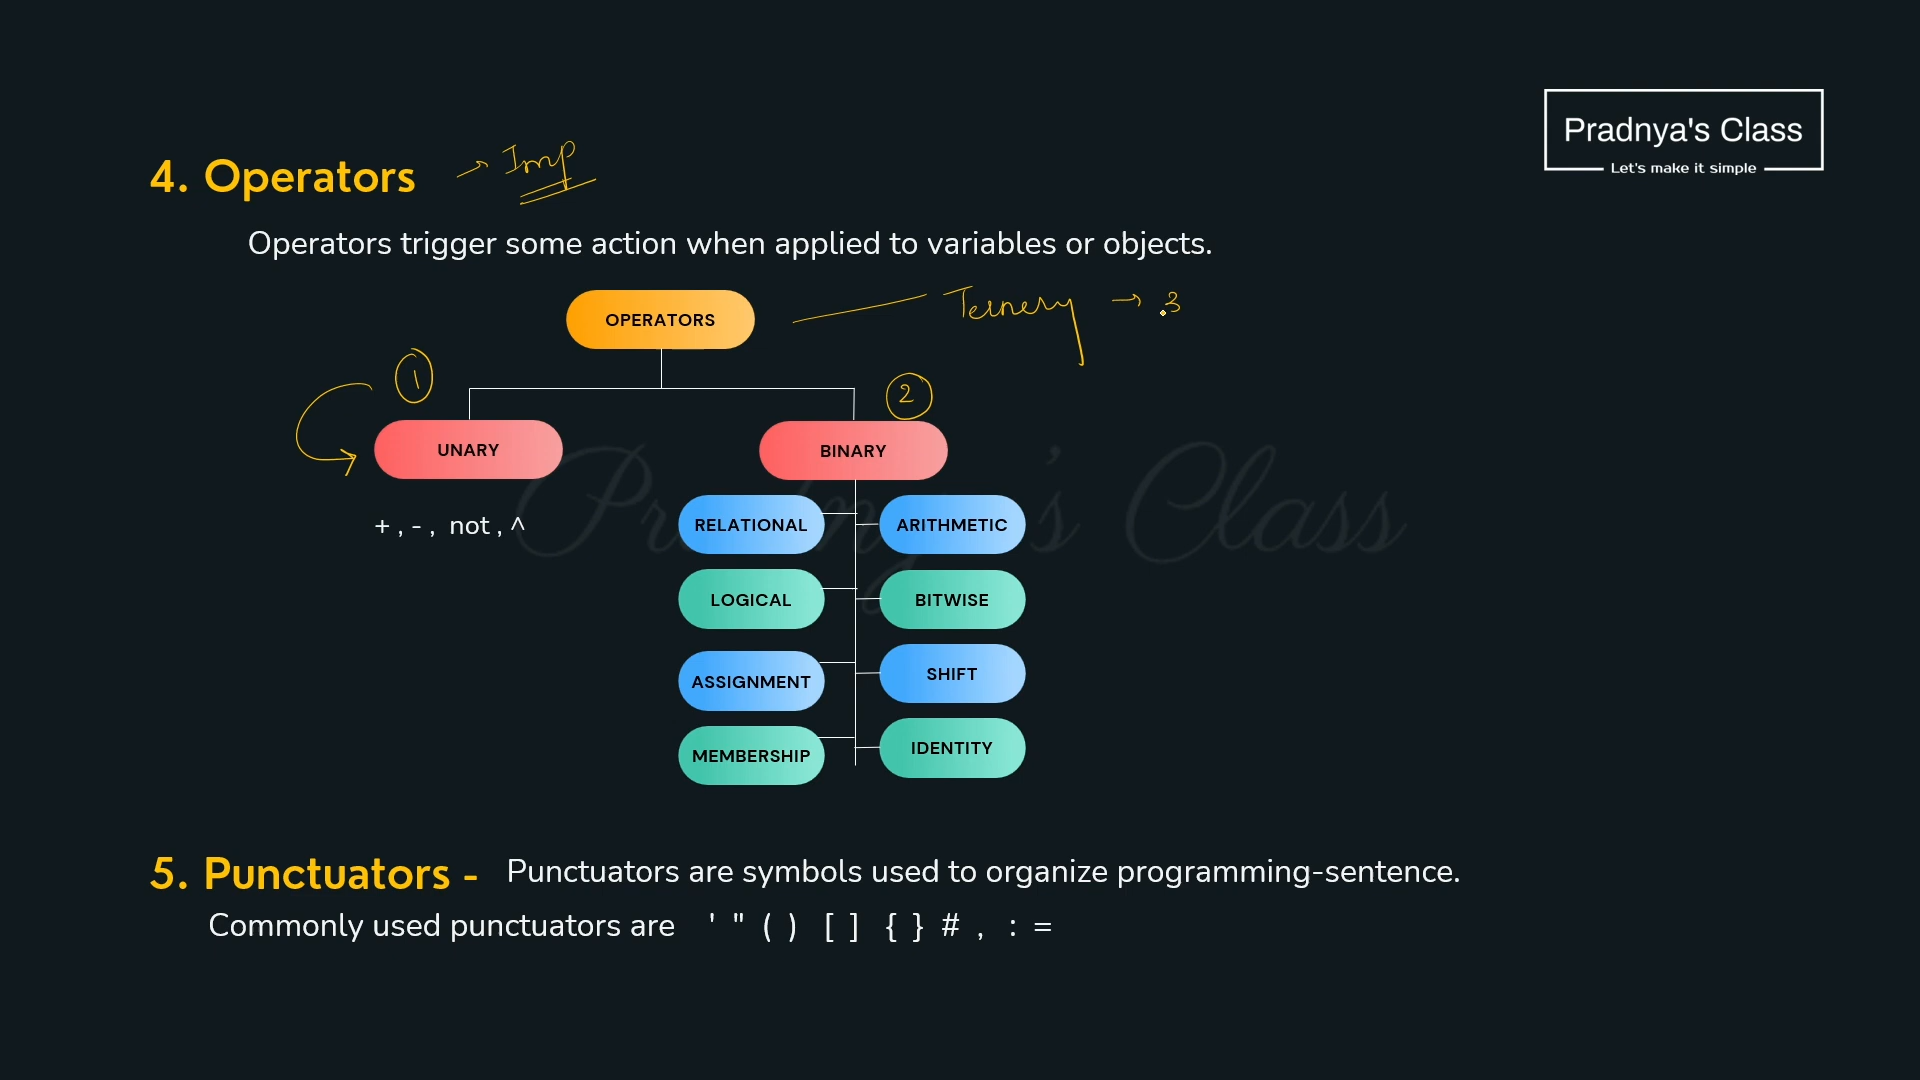 Pradnya's Class
Let's make it simple
4. Operators → Imp
Operators trigger some action when applied to variables or objects.
OPERATORS
Ternery → 3
1
2
UNARY
BINARY
+ , - , not , ^
RELATIONAL
ARITHMETIC
LOGICAL
BITWISE
ASSIGNMENT
SHIFT
MEMBERSHIP
IDENTITY
Pradnya's Class
5. Punctuators - Punctuators are symbols used to organize programming-sentence.
Commonly used punctuators are ' " ( ) [ ] { } # , : =